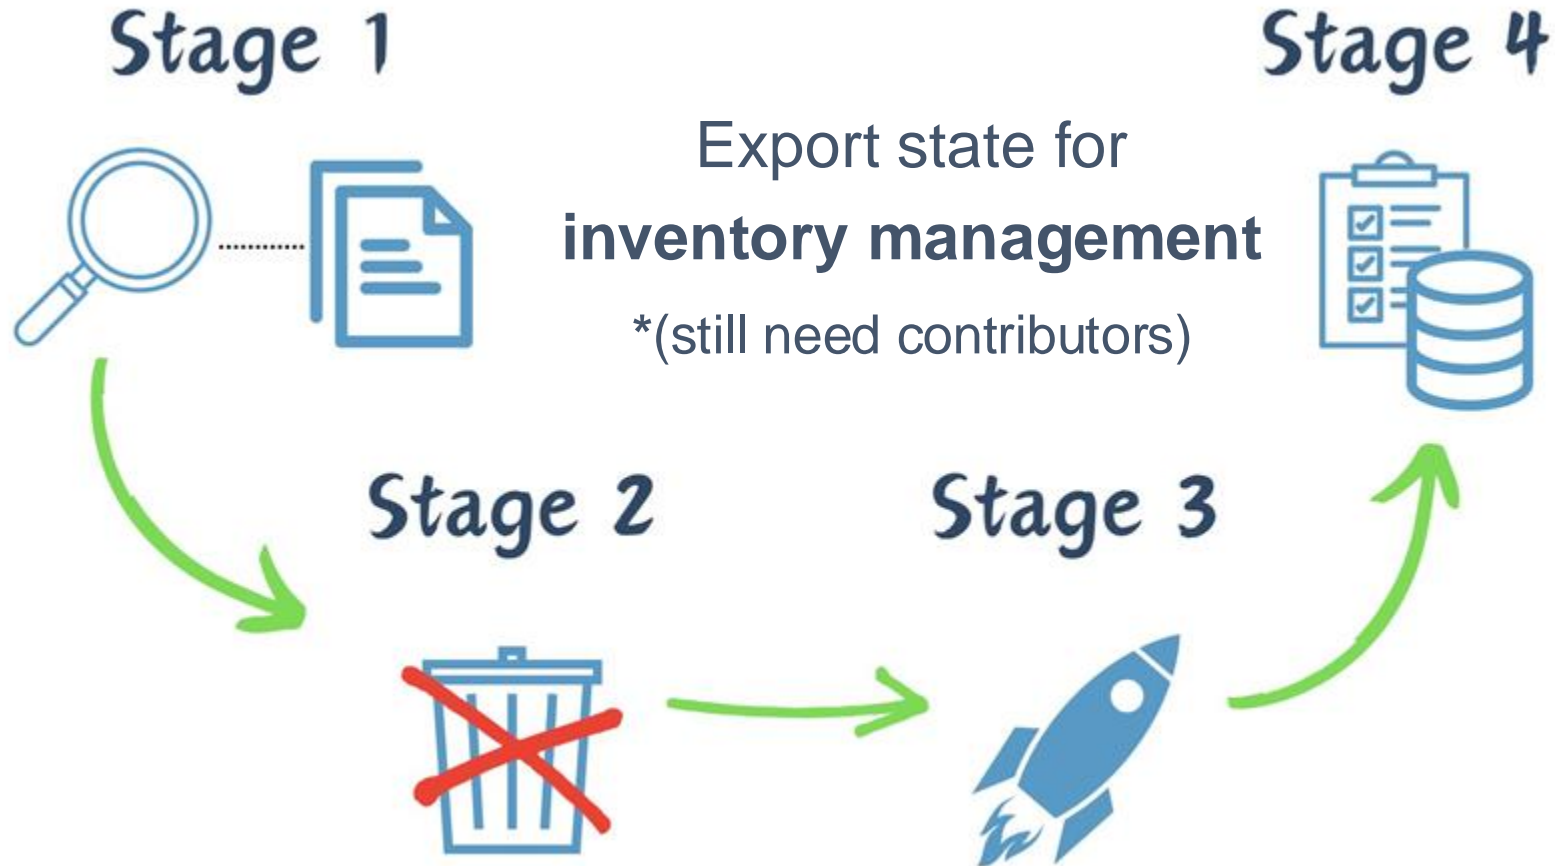 Stage 1
Stage 4
Export state for
inventory management
*(still need contributors)
Stage 2
Stage 3